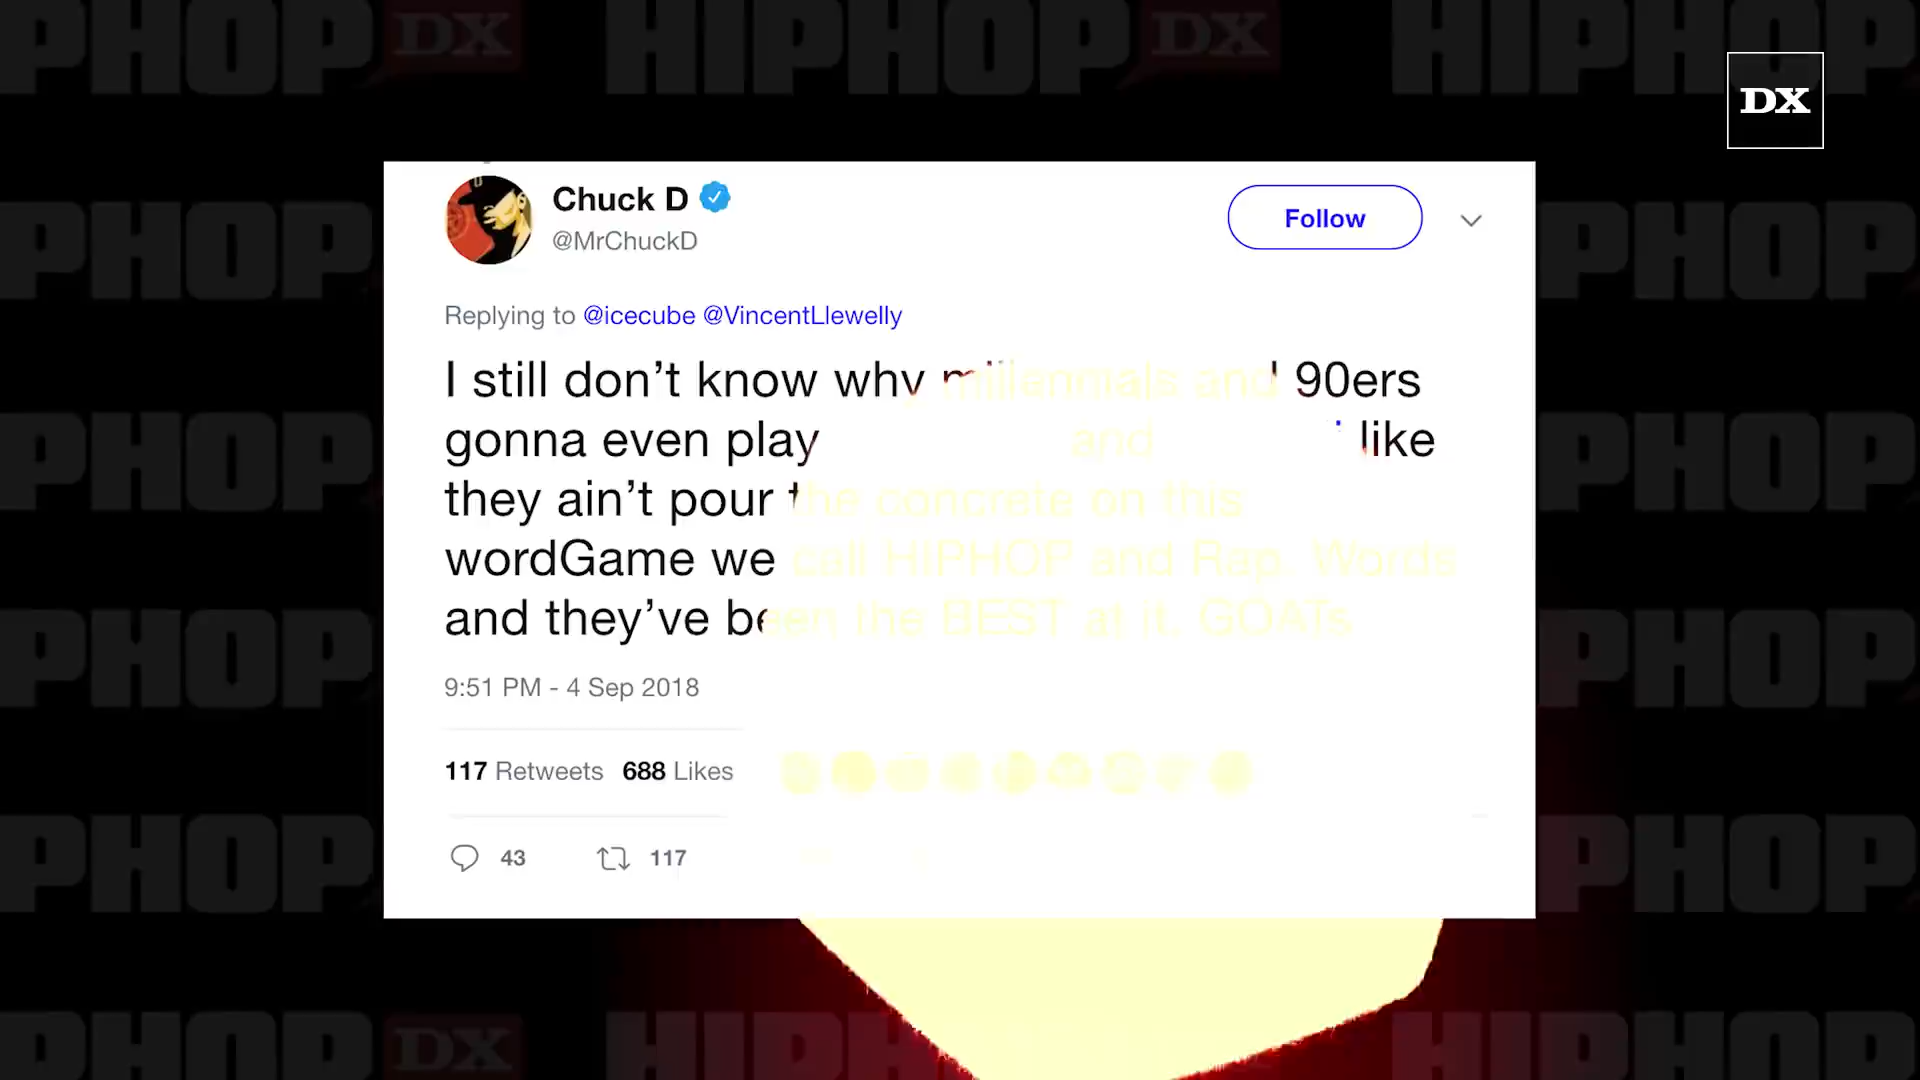 DX
Chuck D
@MrChuckD
Follow
Replying to @icecube @VincentLlewelly
I still don't know why millennials and 90ers
gonna even play and like
they ain't pour the concrete on this
wordGame we call HIPHOP and Rap. Words
and they've been the BEST at it. GOATs
9:51 PM - 4 Sep 2018
117 Retweets 688 Likes
43 117
HIPHOP DX